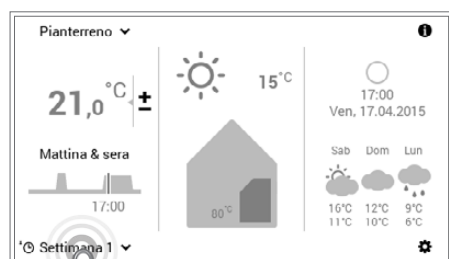 Pianterreno
21,0°C ±
Mattina & sera
17:00
Settimana 1
15°C
80°C
17:00
Ven, 17.04.2015
Sab Dom Lun
16°C 12°C 9°C
11°C 10°C 6°C